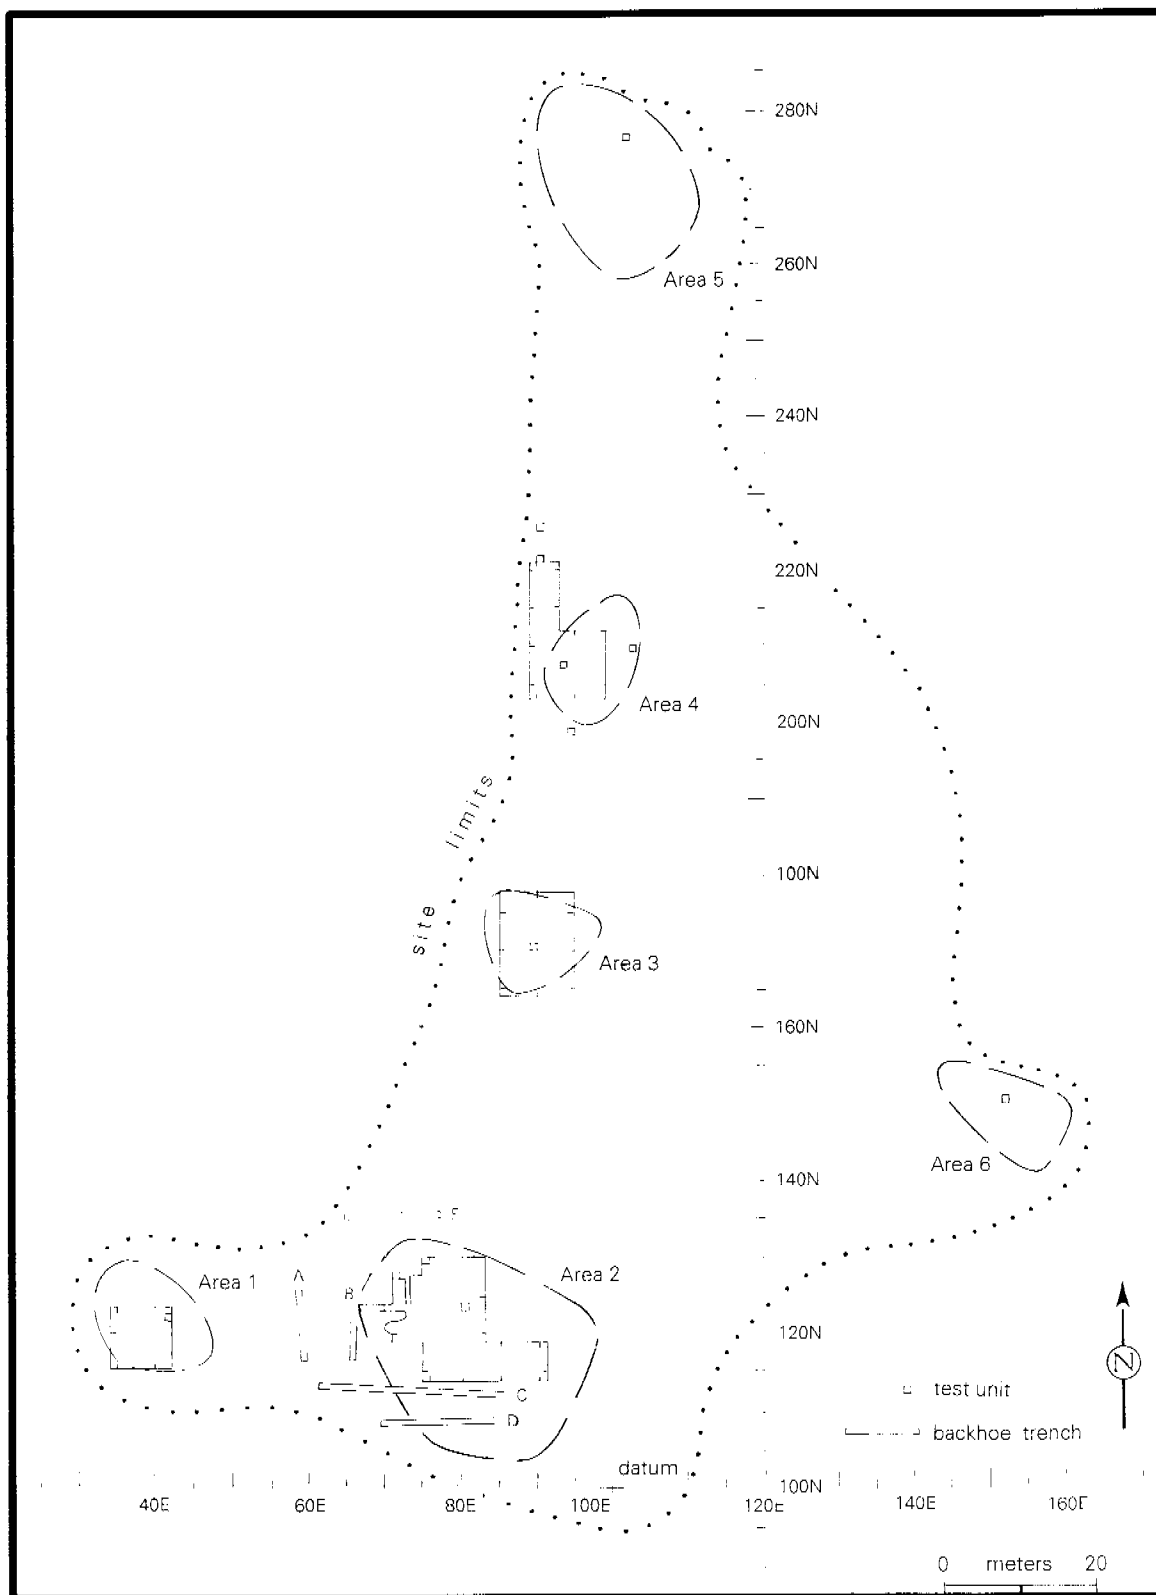 280N
260N
Area 5
240N
220N
Area 4
200N
limits
100N
site
Area 3
160N
Area 6
140N
Area 1
Area 2
B
120N
C
test unit
D
backhoe trench
datum
100N
40E
60E
80E
100E
120E
140E
160E
0 meters 20